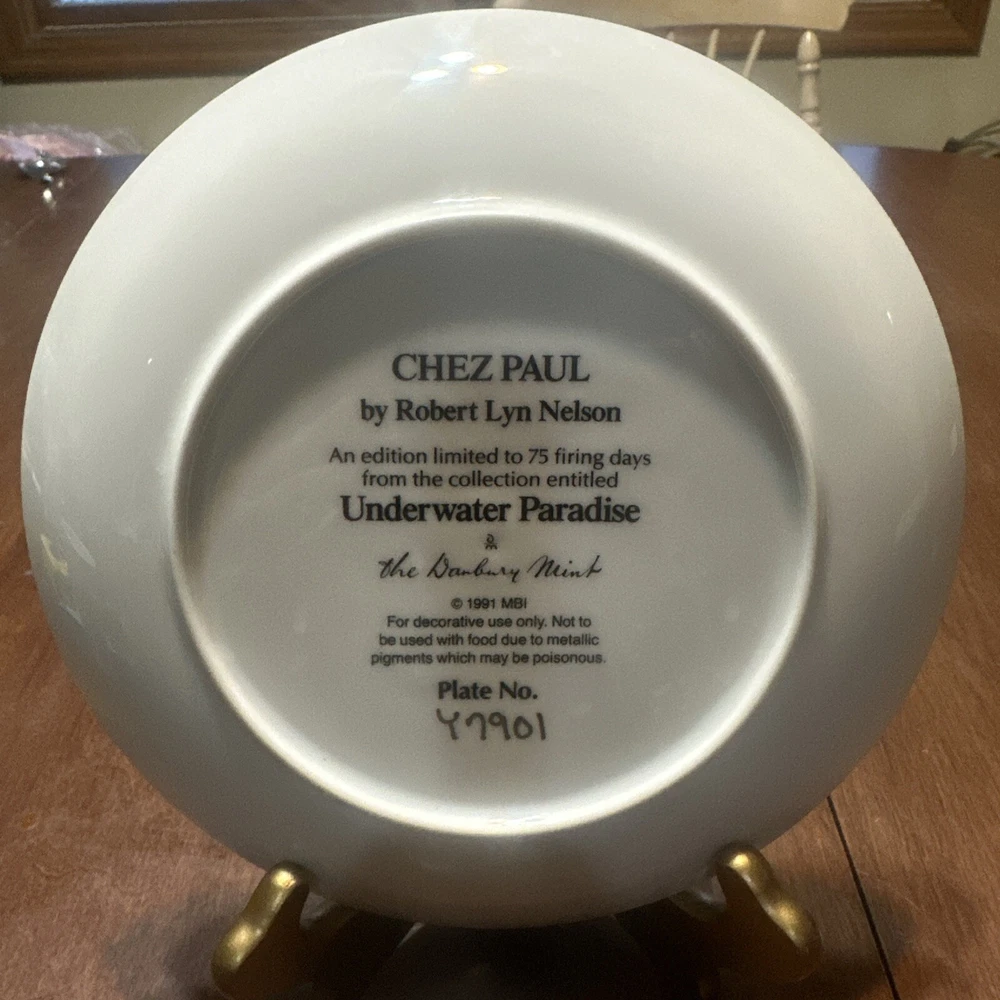 CHEZ PAUL
by Robert Lyn Nelson
An edition limited to 75 firing days
from the collection entitled
Underwater Paradise
the Danbury Mint
© 1991 MBI
For decorative use only. Not to
be used with food due to metallic
pigments which may be poisonous.
Plate No.
Y7901